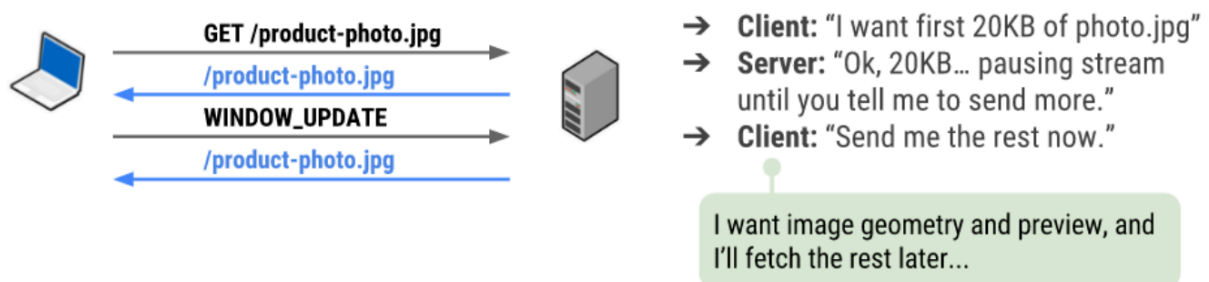 GET /product-photo.jpg
/product-photo.jpg
WINDOW_UPDATE
/product-photo.jpg
➔ Client: “I want first 20KB of photo.jpg”
➔ Server: “Ok, 20KB… pausing stream
until you tell me to send more.”
➔ Client: “Send me the rest now.”
I want image geometry and preview, and
I’ll fetch the rest later...